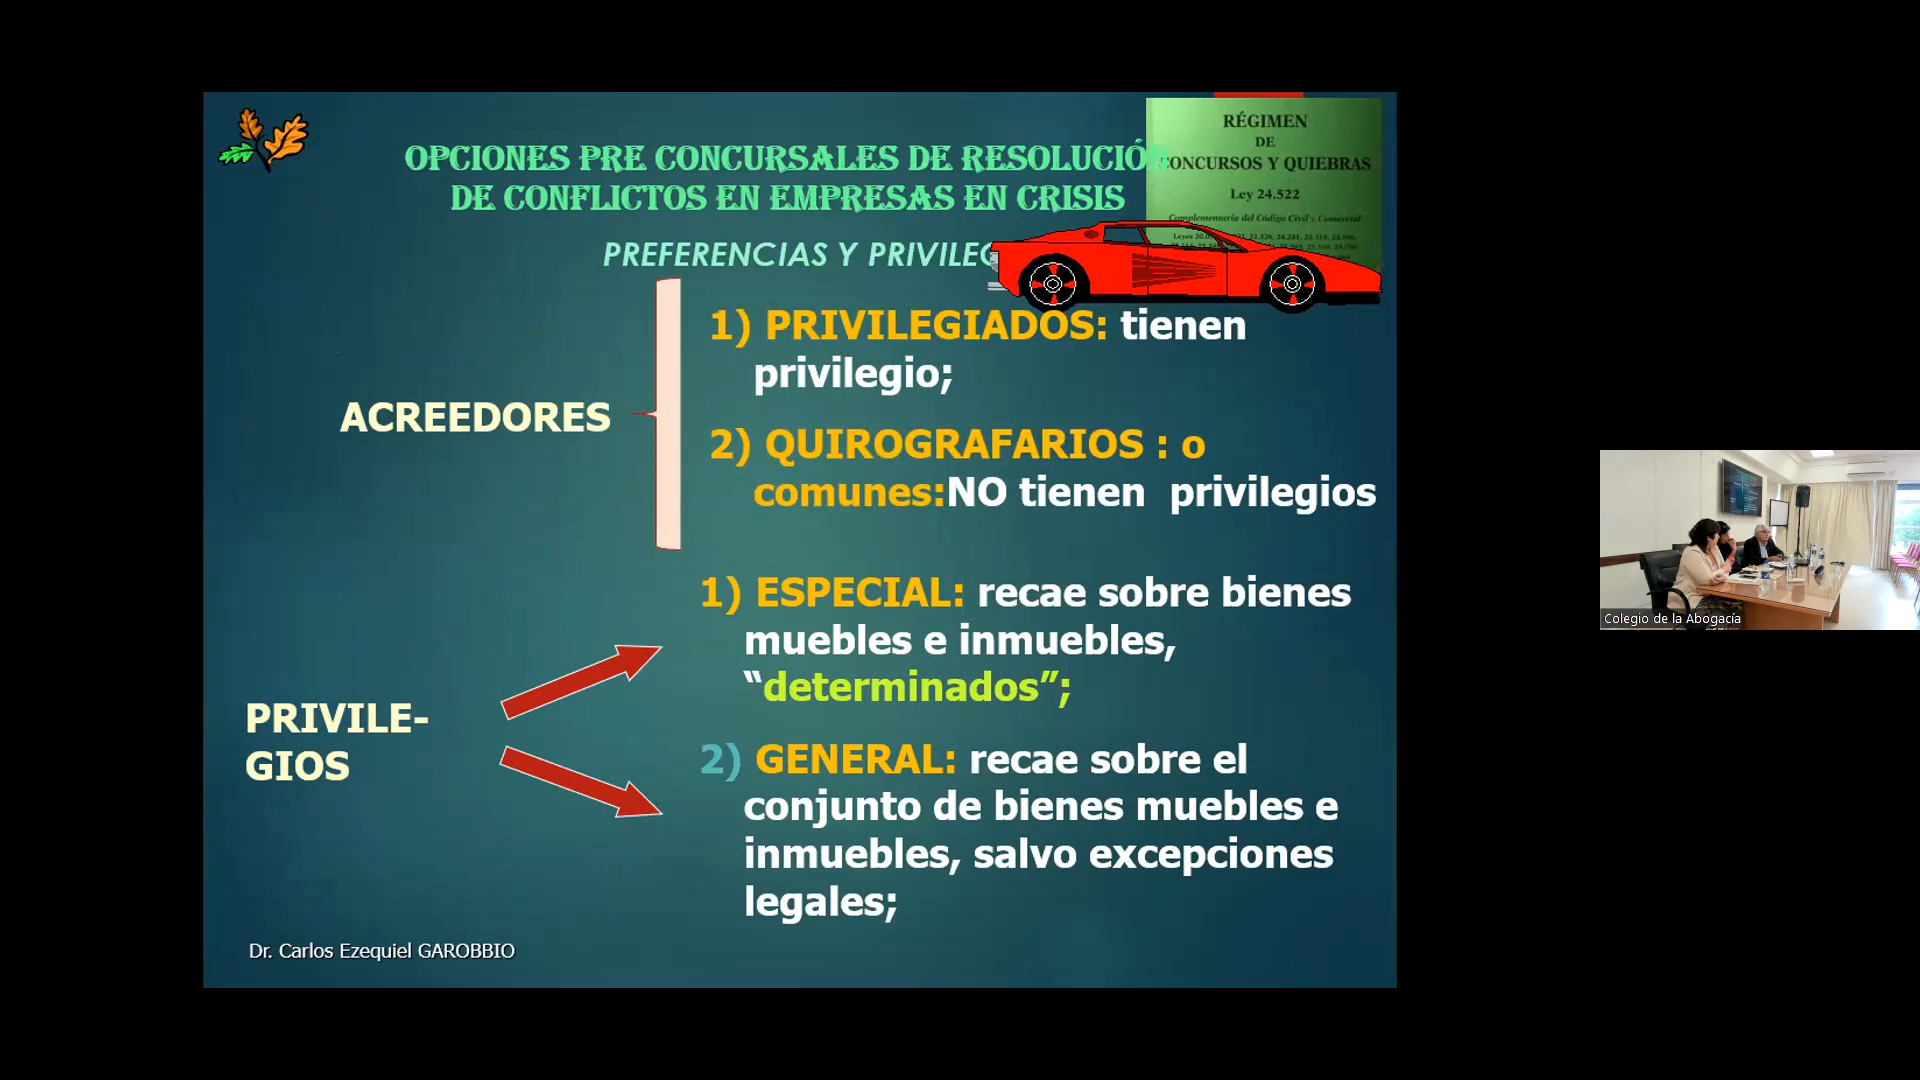 OPCIONES PRE CONCURSALES DE RESOLUCIÓ
DE CONFLICTOS EN EMPRESAS EN CRISIS
RÉGIMEN
DE
ONCURSOS Y QUIEBRAS
Ley 24.522
Complementaria del Código Civil y Comercial
PREFERENCIAS Y PRIVILEG
ACREEDORES
1) PRIVILEGIADOS: tienen
privilegio;
2) QUIROGRAFARIOS : o
comunes:NO tienen privilegios
PRIVILE-
GIOS
1) ESPECIAL: recae sobre bienes
muebles e inmuebles,
“determinados”;
2) GENERAL: recae sobre el
conjunto de bienes muebles e
inmuebles, salvo excepciones
legales;
Dr. Carlos Ezequiel GAROBBIO
Colegio de la Abogacía